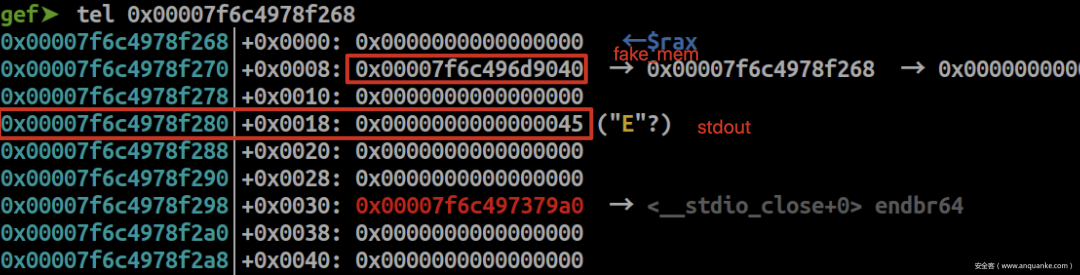 gef➤ tel 0x00007f6c4978f268
0x00007f6c4978f268│+0x0000: 0x0000000000000000 ←$rax
fake_mem
0x00007f6c4978f270│+0x0008: 0x00007f6c496d9040 → 0x00007f6c4978f268 → 0x0000000000
0x00007f6c4978f278│+0x0010: 0x0000000000000000
0x00007f6c4978f280│+0x0018: 0x0000000000000045 ("E"?) stdout
0x00007f6c4978f288│+0x0020: 0x0000000000000000
0x00007f6c4978f290│+0x0028: 0x0000000000000000
0x00007f6c4978f298│+0x0030: 0x00007f6c497379a0 → <__stdio_close+0> endbr64
0x00007f6c4978f2a0│+0x0038: 0x0000000000000000
0x00007f6c4978f2a8│+0x0040: 0x0000000000000000
安全客（www.anquanke.com）